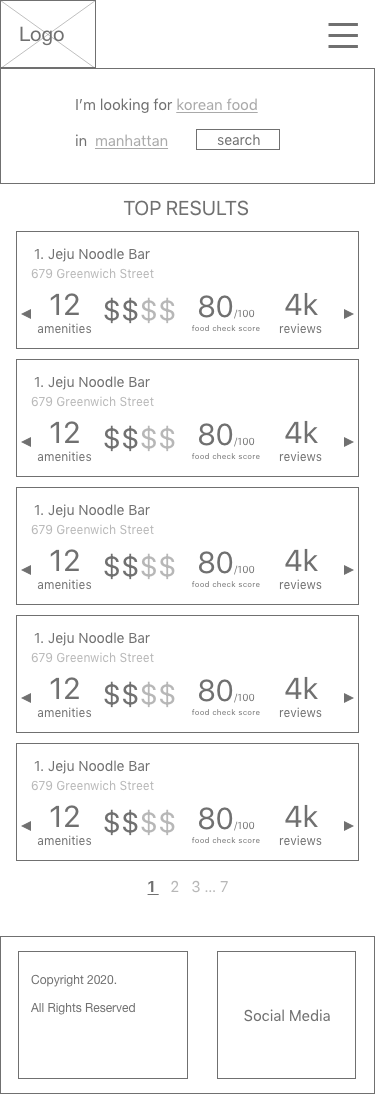 Logo
I'm looking for korean food
in manhattan search
TOP RESULTS
1. Jeju Noodle Bar
679 Greenwich Street
12 $$$$ 80/100 4k
amenities food check score reviews
1. Jeju Noodle Bar
679 Greenwich Street
12 $$$$ 80/100 4k
amenities food check score reviews
1. Jeju Noodle Bar
679 Greenwich Street
12 $$$$ 80/100 4k
amenities food check score reviews
1. Jeju Noodle Bar
679 Greenwich Street
12 $$$$ 80/100 4k
amenities food check score reviews
1. Jeju Noodle Bar
679 Greenwich Street
12 $$$$ 80/100 4k
amenities food check score reviews
1 2 3 ... 7
Copyright 2020.
All Rights Reserved
Social Media